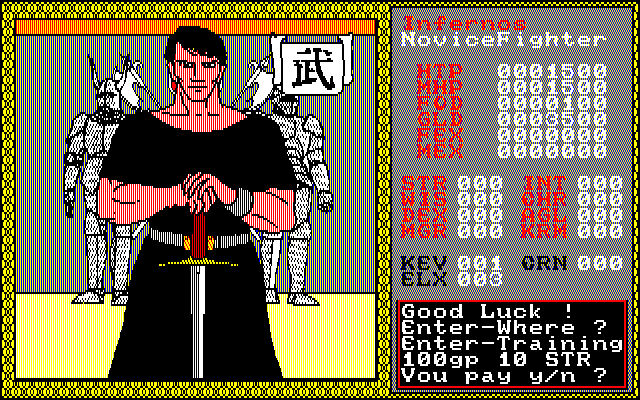 武
Infernos
NoviceFighter
HTP 0001500
MHP 0001500
FOD 0000100
GLD 0003500
FEX 0000000
MEX 0000000
STR 000 INT 000
WIS 000 CHR 000
DEX 000 AGL 000
MGR 000 KRM 000
KEY 001 CRN 000
ELX 003
Good Luck !
Enter-Where ?
Enter-Training
100gp 10 STR
You pay y/n ?